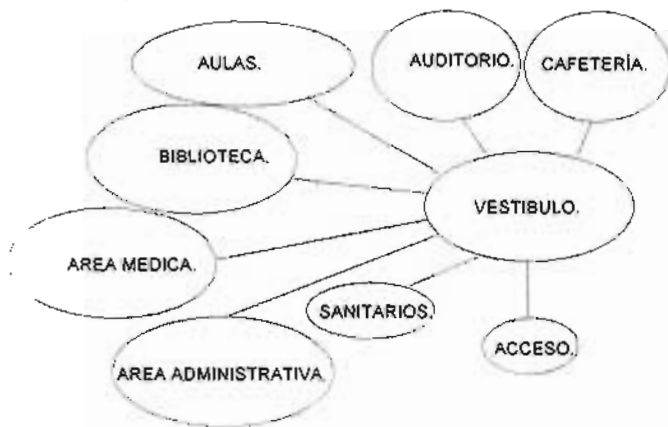 AULAS.
AUDITORIO.
CAFETERÍA.
BIBLIOTECA.
VESTIBULO.
AREA MEDICA.
SANITARIOS.
ACCESO.
AREA ADMINISTRATIVA